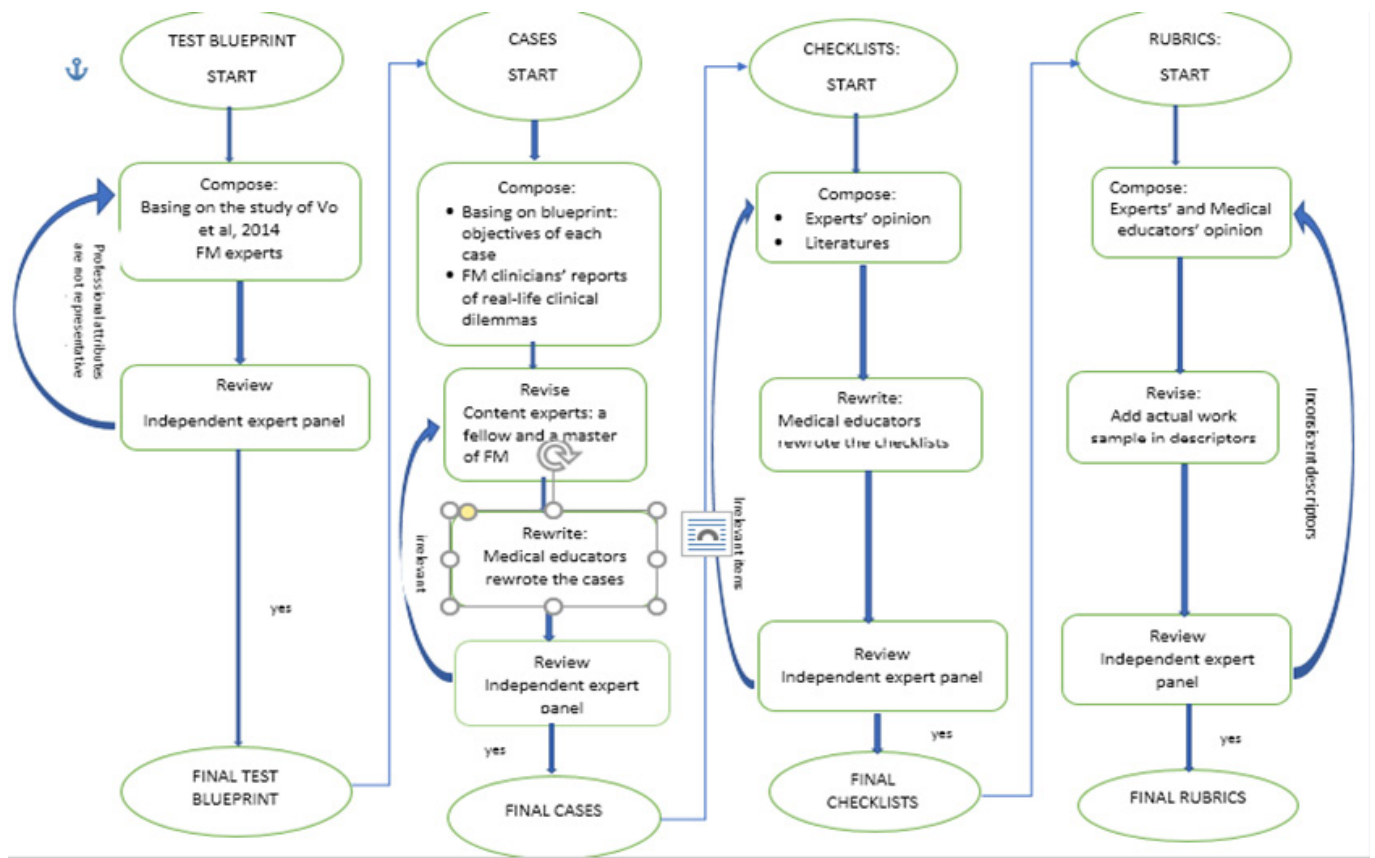 TEST BLUEPRINT
START
Compose:
Basing on the study of Vo
et al, 2014
FM experts
Professional attributes
are not representative
Review
Independent expert panel
yes
FINAL TEST
BLUEPRINT
CASES
START
Compose:
• Basing on blueprint:
objectives of each
case
• FM clinicians' reports
of real-life clinical
dilemmas
Revise
Content experts: a
fellow and a master
of FM
Rewrite:
Medical educators
rewrote the cases
irrelevant
Review
Independent expert
panel
yes
FINAL CASES
CHECKLISTS:
START
Compose:
• Experts' opinion
• Literatures
Rewrite:
Medical educators
rewrote the checklists
Irrelevant items
Review
Independent expert panel
yes
FINAL
CHECKLISTS
RUBRICS:
START
Compose:
Experts' and Medical
educators' opinion
Revise:
Add actual work
sample in descriptors
Inconsistent descriptors
Review
Independent expert
panel
yes
FINAL RUBRICS